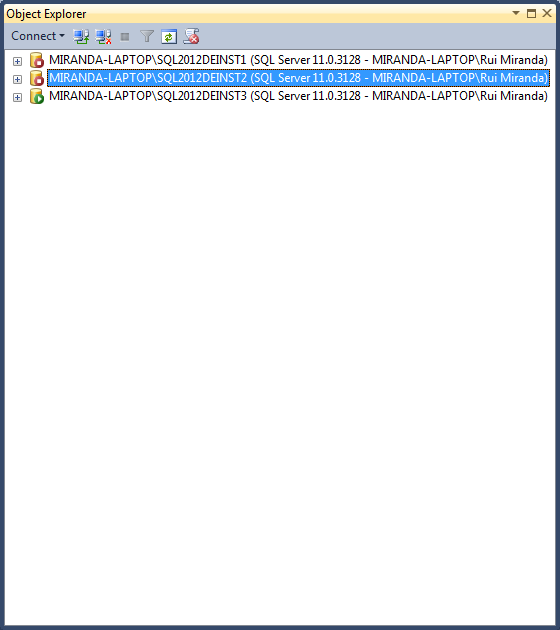 Object Explorer
Connect
MIRANDA-LAPTOP\SQL2012DEINST1 (SQL Server 11.0.3128 - MIRANDA-LAPTOP\Rui Miranda)
MIRANDA-LAPTOP\SQL2012DEINST2 (SQL Server 11.0.3128 - MIRANDA-LAPTOP\Rui Miranda)
MIRANDA-LAPTOP\SQL2012DEINST3 (SQL Server 11.0.3128 - MIRANDA-LAPTOP\Rui Miranda)